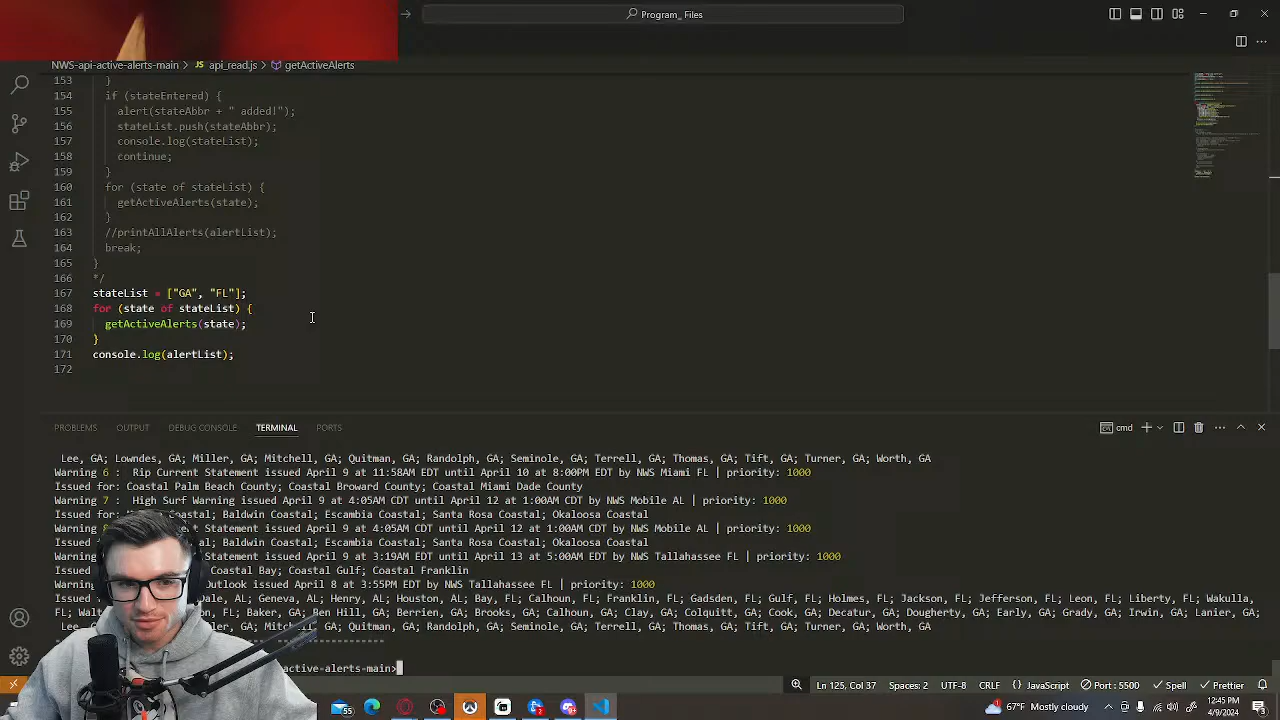 Program_ Files
NWS-api-active-alerts-main > JS api_read.js > getActiveAlerts
153 }
154 if (stateEntered) {
155 alert(stateAbbr + " added!");
156 stateList.push(stateAbbr);
157 console.log(stateList);
158 continue;
159 }
160 for (state of stateList) {
161 getActiveAlerts(state);
162 }
163 //printAllAlerts(alertList);
164 break;
165 }
166 */
167 stateList = ["GA", "FL"];
168 for (state of stateList) {
169 getActiveAlerts(state);
170 }
171 console.log(alertList);
172
PROBLEMS OUTPUT DEBUG CONSOLE TERMINAL PORTS cmd
Lee, GA; Lowndes, GA; Miller, GA; Mitchell, GA; Quitman, GA; Randolph, GA; Seminole, GA; Terrell, GA; Thomas, GA; Tift, GA; Turner, GA; Worth, GA
Warning 6 : Rip Current Statement issued April 9 at 11:58AM EDT until April 10 at 8:00PM EDT by NWS Miami FL | priority: 1000
Issued for: Coastal Palm Beach County; Coastal Broward County; Coastal Miami Dade County
Warning 7 : High Surf Warning issued April 9 at 4:05AM CDT until April 12 at 1:00AM CDT by NWS Mobile AL | priority: 1000
Issued for: Coastal; Baldwin Coastal; Escambia Coastal; Santa Rosa Coastal; Okaloosa Coastal
Warning Statement issued April 9 at 4:05AM CDT until April 12 at 1:00AM CDT by NWS Mobile AL | priority: 1000
Issued Coastal; Baldwin Coastal; Escambia Coastal; Santa Rosa Coastal; Okaloosa Coastal
Warning Statement issued April 9 at 3:19AM EDT until April 13 at 5:00AM EDT by NWS Tallahassee FL | priority: 1000
Issued Coastal Bay; Coastal Gulf; Coastal Franklin
Warning Outlook issued April 8 at 3:55PM EDT by NWS Tallahassee FL | priority: 1000
Issued AL; Geneva, AL; Henry, AL; Houston, AL; Bay, FL; Calhoun, FL; Franklin, FL; Gadsden, FL; Gulf, FL; Holmes, FL; Jackson, FL; Jefferson, FL; Leon, FL; Liberty, FL; Wakulla,
FL; FL; Baker, GA; Ben Hill, GA; Berrien, GA; Brooks, GA; Calhoun, GA; Clay, GA; Colquitt, GA; Cook, GA; Decatur, GA; Dougherty, GA; Early, GA; Grady, GA; Irwin, GA; Lanier, GA;
GA; Quitman, GA; Randolph, GA; Seminole, GA; Terrell, GA; Thomas, GA; Tift, GA; Turner, GA; Worth, GA
active-alerts-main>
Ln 125, Col 37 Spaces: 2 UTF-8 CRLF {} JavaScript Port: 5500 Spell Prettier
55 67°F Mostly cloudy 12:45 PM
4/9/2024